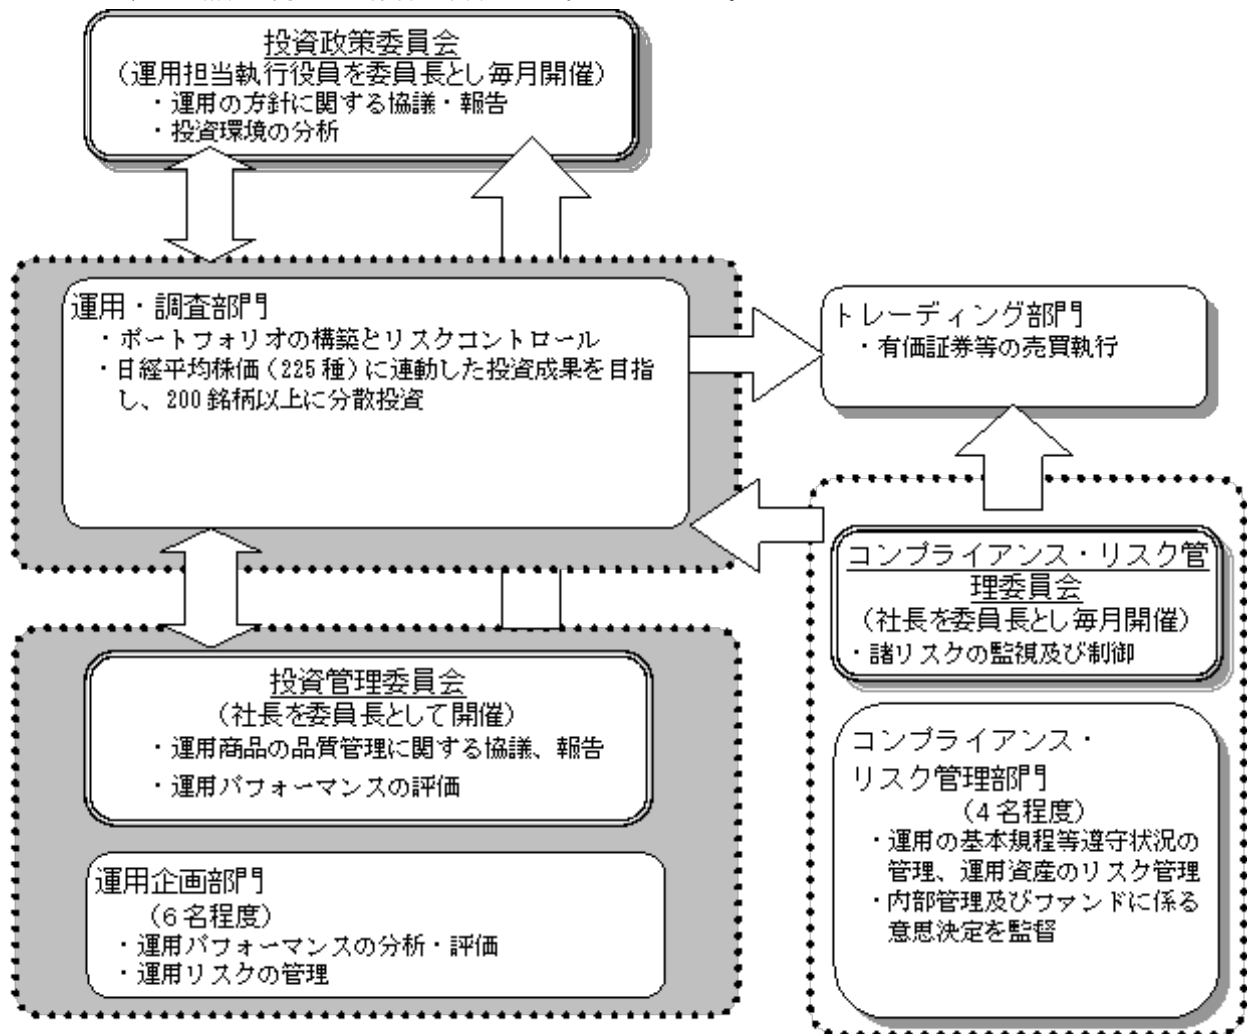 投資政策委員会
(運用担当執行役員を委員長とし毎月開催)
・運用の方針に関する協議・報告
・投資環境の分析
運用・調査部門
・ポートフォリオの構築とリスクコントロール
・日経平均株価(225種)に連動した投資成果を目指
し、200銘柄以上に分散投資
トレーディング部門
・有価証券等の売買執行
コンプライアンス・リスク管
理委員会
(社長を委員長とし毎月開催)
・諸リスクの監視及び制御
投資管理委員会
(社長を委員長として開催)
・運用商品の品質管理に関する協議、報告
・運用パフォーマンスの評価
コンプライアンス・
リスク管理部門
(4名程度)
・運用の基本規程等遵守状況の
管理、運用資産のリスク管理
・内部管理及びファンドに係る
意思決定を監督
運用企画部門
(6名程度)
・運用パフォーマンスの分析・評価
・運用リスクの管理